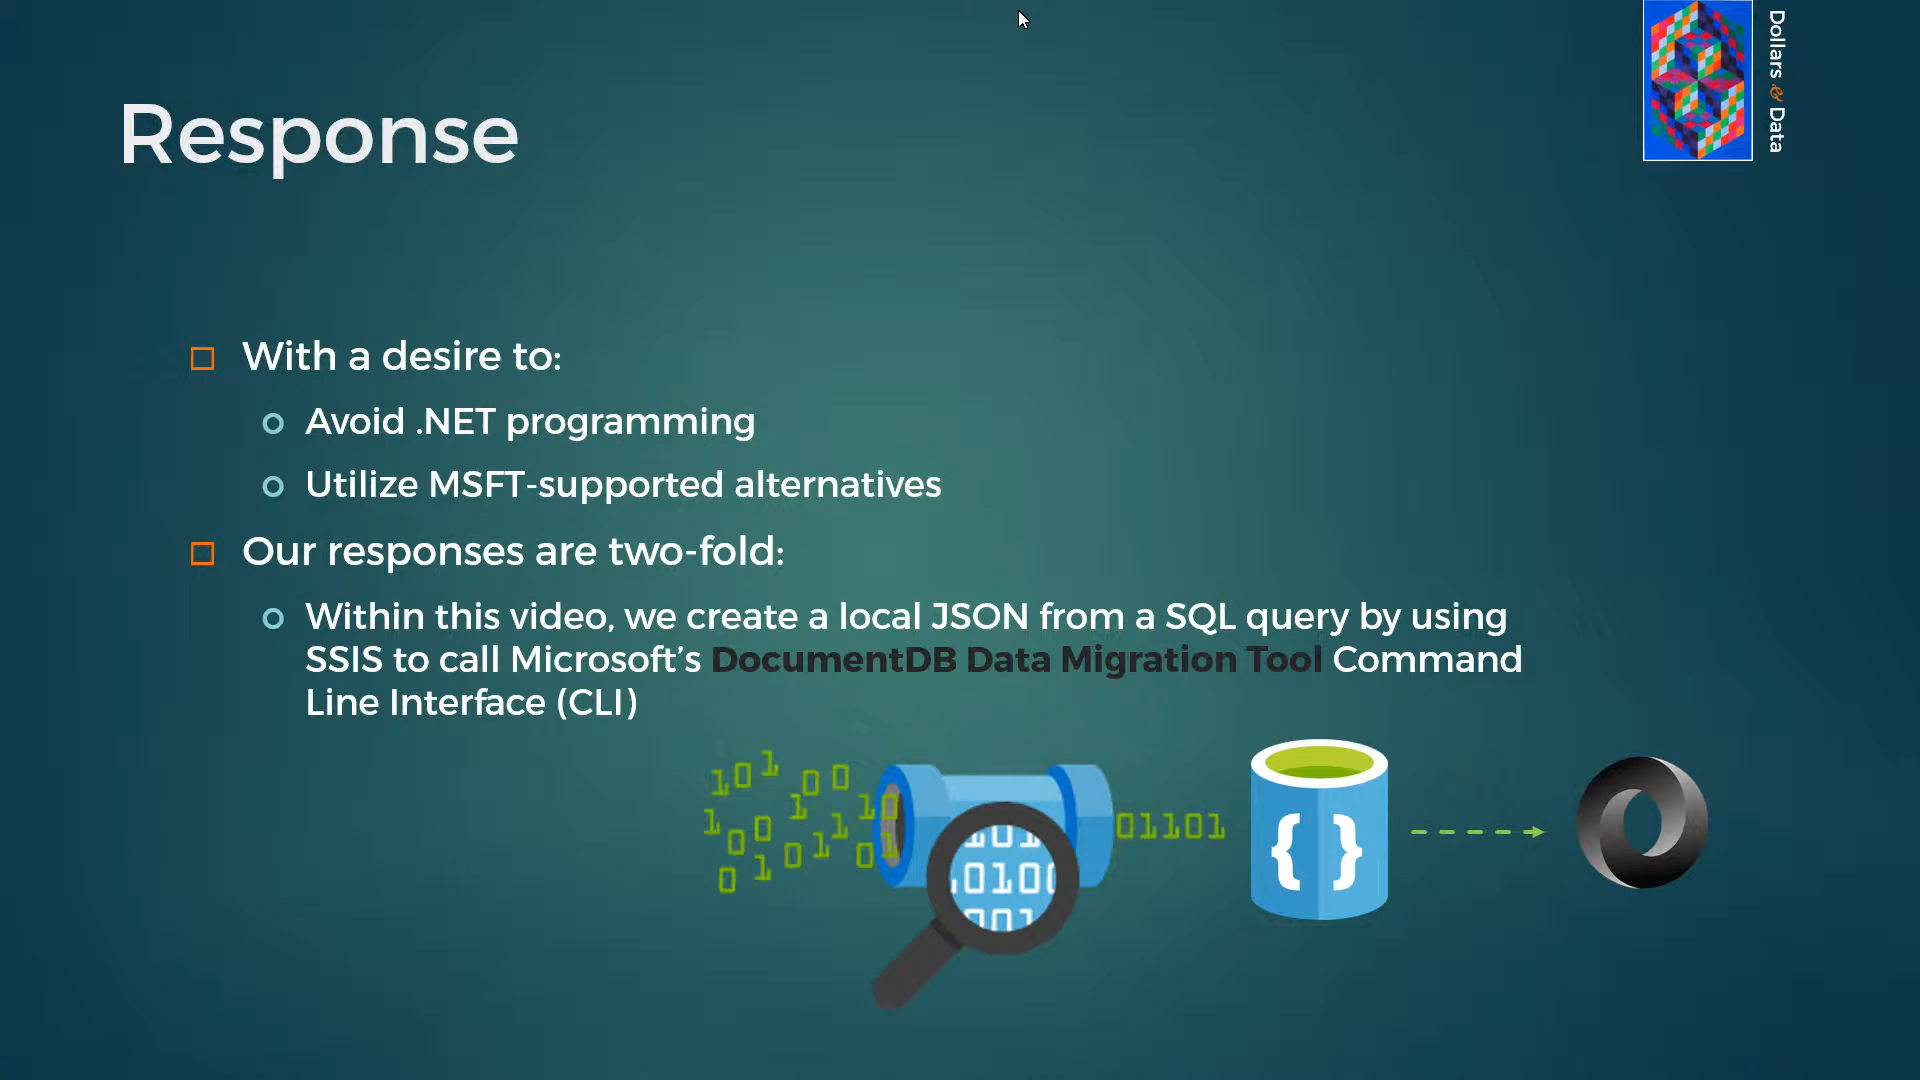 Response
Dollars & Data
With a desire to:
Avoid .NET programming
Utilize MSFT-supported alternatives
Our responses are two-fold:
Within this video, we create a local JSON from a SQL query by using
SSIS to call Microsoft’s DocumentDB Data Migration Tool Command
Line Interface (CLI)
01101
{ }